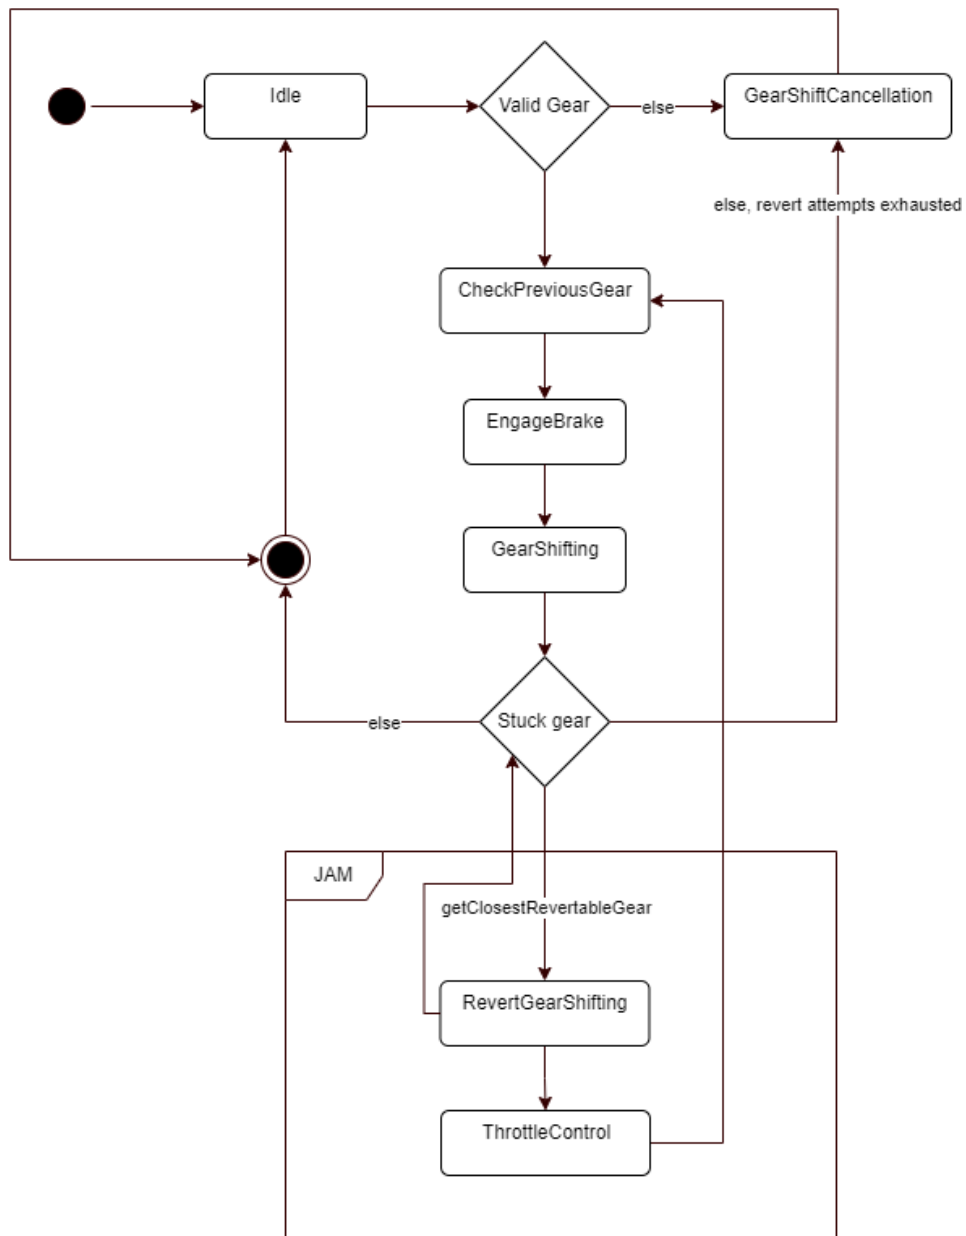 Idle
Valid Gear
else
GearShiftCancellation
else, revert attempts exhausted
CheckPreviousGear
EngageBrake
GearShifting
else
Stuck gear
JAM
getClosestRevertableGear
RevertGearShifting
ThrottleControl